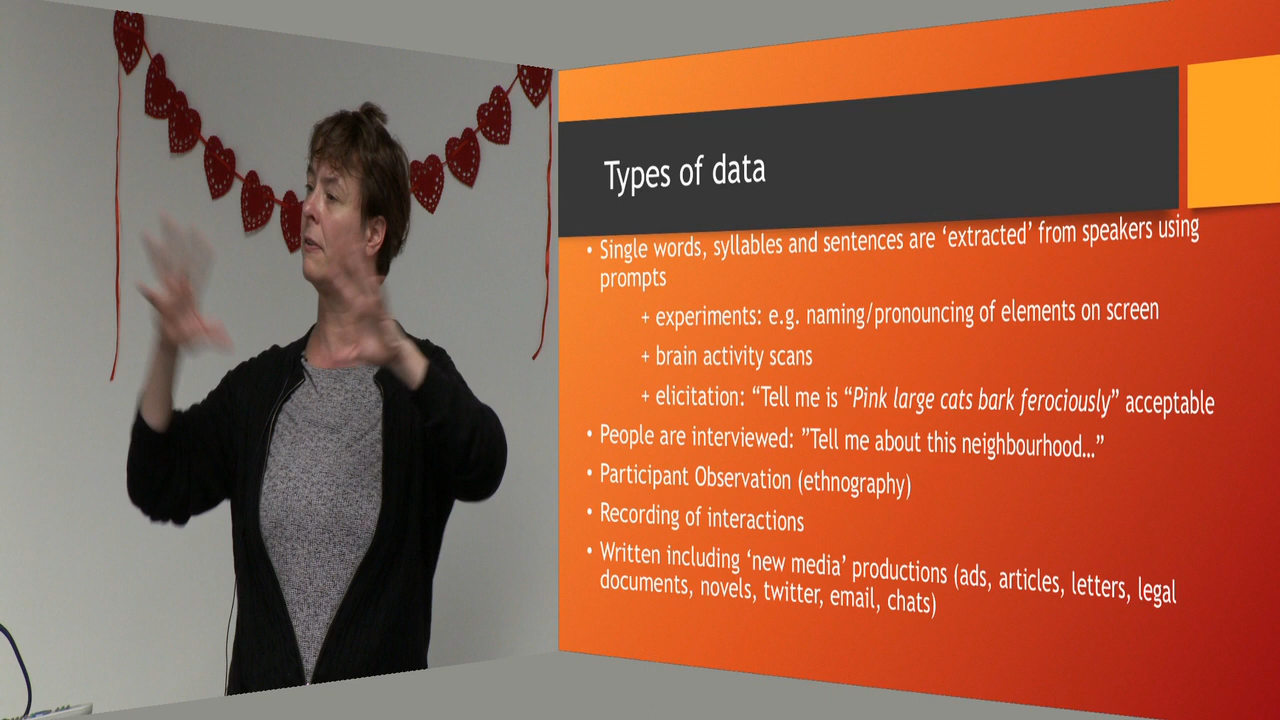 Types of data
• Single words, syllables and sentences are ‘extracted’ from speakers using
prompts
+ experiments: e.g. naming/pronouncing of elements on screen
+ brain activity scans
+ elicitation: “Tell me is “Pink large cats bark ferociously” acceptable
• People are interviewed: ”Tell me about this neighbourhood…”
• Participant Observation (ethnography)
• Recording of interactions
• Written including ‘new media’ productions (ads, articles, letters, legal
documents, novels, twitter, email, chats)